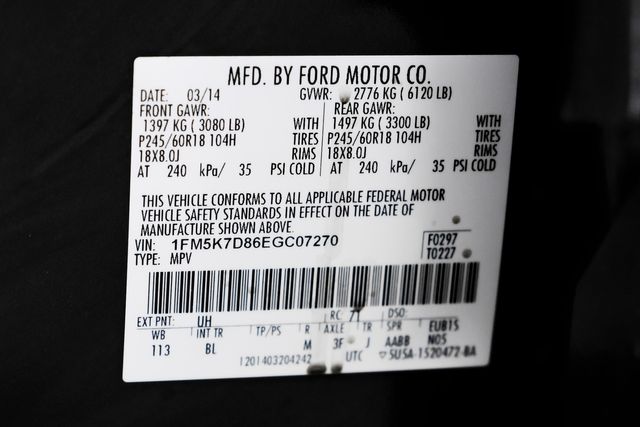 MFD. BY FORD MOTOR CO.
DATE: 03/14 GVWR: 2776 KG ( 6120 LB)
FRONT GAWR: REAR GAWR:
1397 KG ( 3080 LB) WITH 1497 KG ( 3300 LB) WITH
P245/60R18 104H TIRES P245/60R18 104H TIRES
18X8.0J RIMS 18X8.0J RIMS
AT 240 kPa/ 35 PSI COLD AT 240 kPa/ 35 PSI COLD
THIS VEHICLE CONFORMS TO ALL APPLICABLE FEDERAL MOTOR
VEHICLE SAFETY STANDARDS IN EFFECT ON THE DATE OF
MANUFACTURE SHOWN ABOVE.
VIN: 1FM5K7D86EGC07270 F0297
TYPE: MPV T0227
EXT PNT: UH RC: 71 DSO:
WB INT TR TP/PS R AXLE TR SPR EUB1S
113 BL M 3F J AABB N05
1201403204242 UTC ▽SUSA-1520472-BA